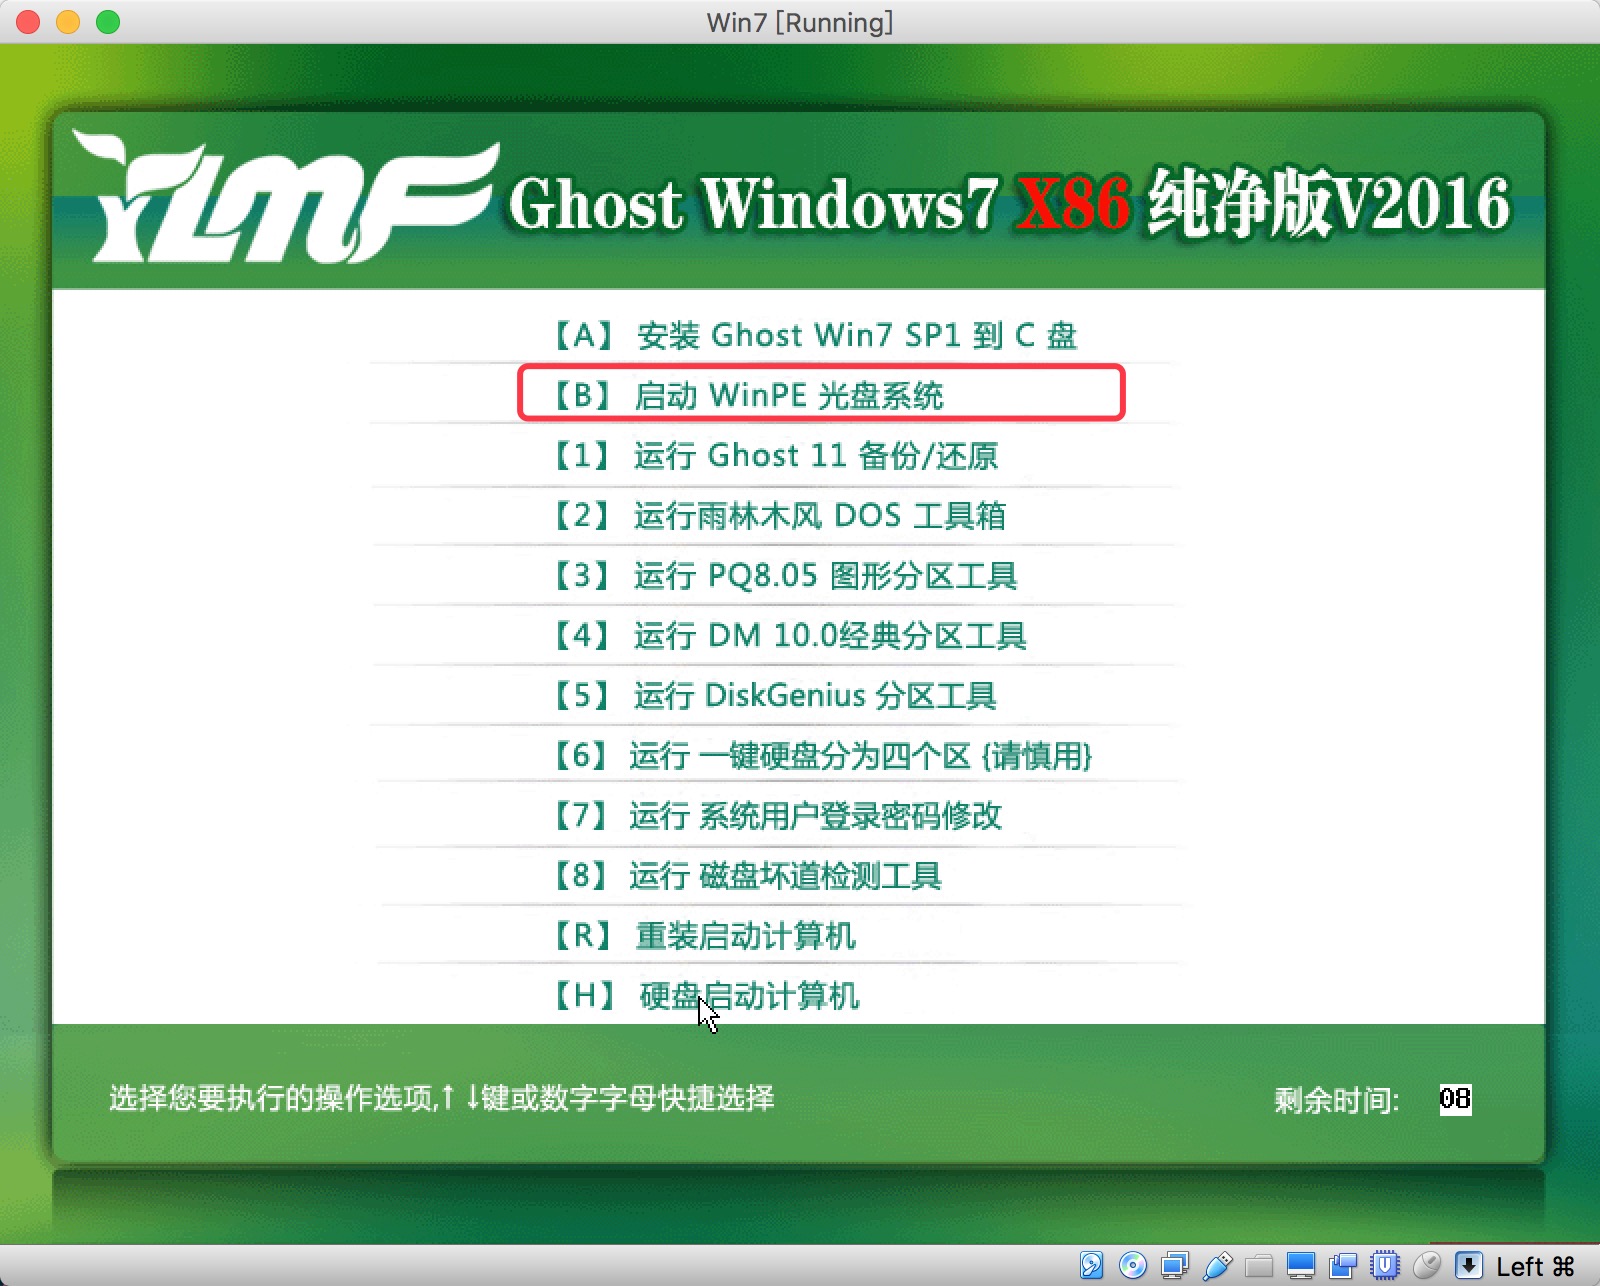 Win7 [Running]
YLMF Ghost Windows7 X86 纯净版V2016
【A】 安装 Ghost Win7 SP1 到 C 盘
【B】 启动 WinPE 光盘系统
【1】 运行 Ghost 11 备份/还原
【2】 运行雨林木风 DOS 工具箱
【3】 运行 PQ8.05 图形分区工具
【4】 运行 DM 10.0经典分区工具
【5】 运行 DiskGenius 分区工具
【6】 运行 一键硬盘分为四个区 {请慎用}
【7】 运行 系统用户登录密码修改
【8】 运行 磁盘坏道检测工具
【R】 重装启动计算机
【H】 硬盘启动计算机
选择您要执行的操作选项,↑ ↓键或数字字母快捷选择
剩余时间: 08
Left ⌘